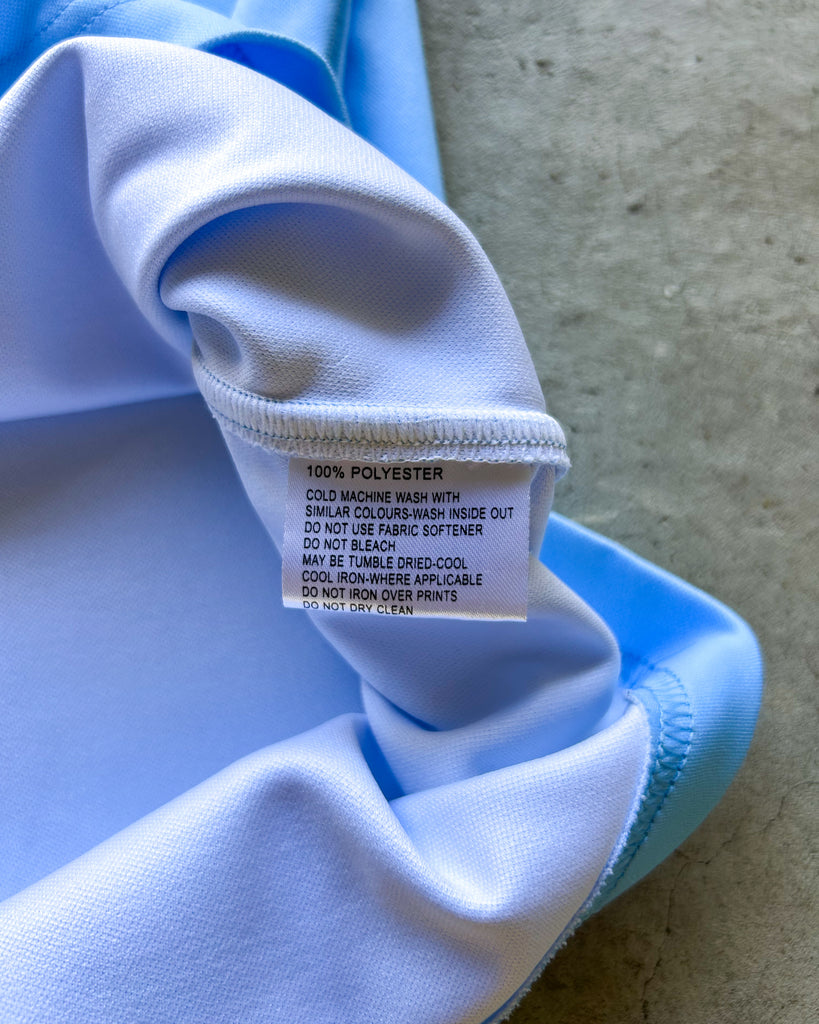 100% POLYESTER
COLD MACHINE WASH WITH
SIMILAR COLOURS-WASH INSIDE OUT
DO NOT USE FABRIC SOFTENER
DO NOT BLEACH
MAY BE TUMBLE DRIED-COOL
COOL IRON-WHERE APPLICABLE
DO NOT IRON OVER PRINTS
DO NOT DRY CLEAN